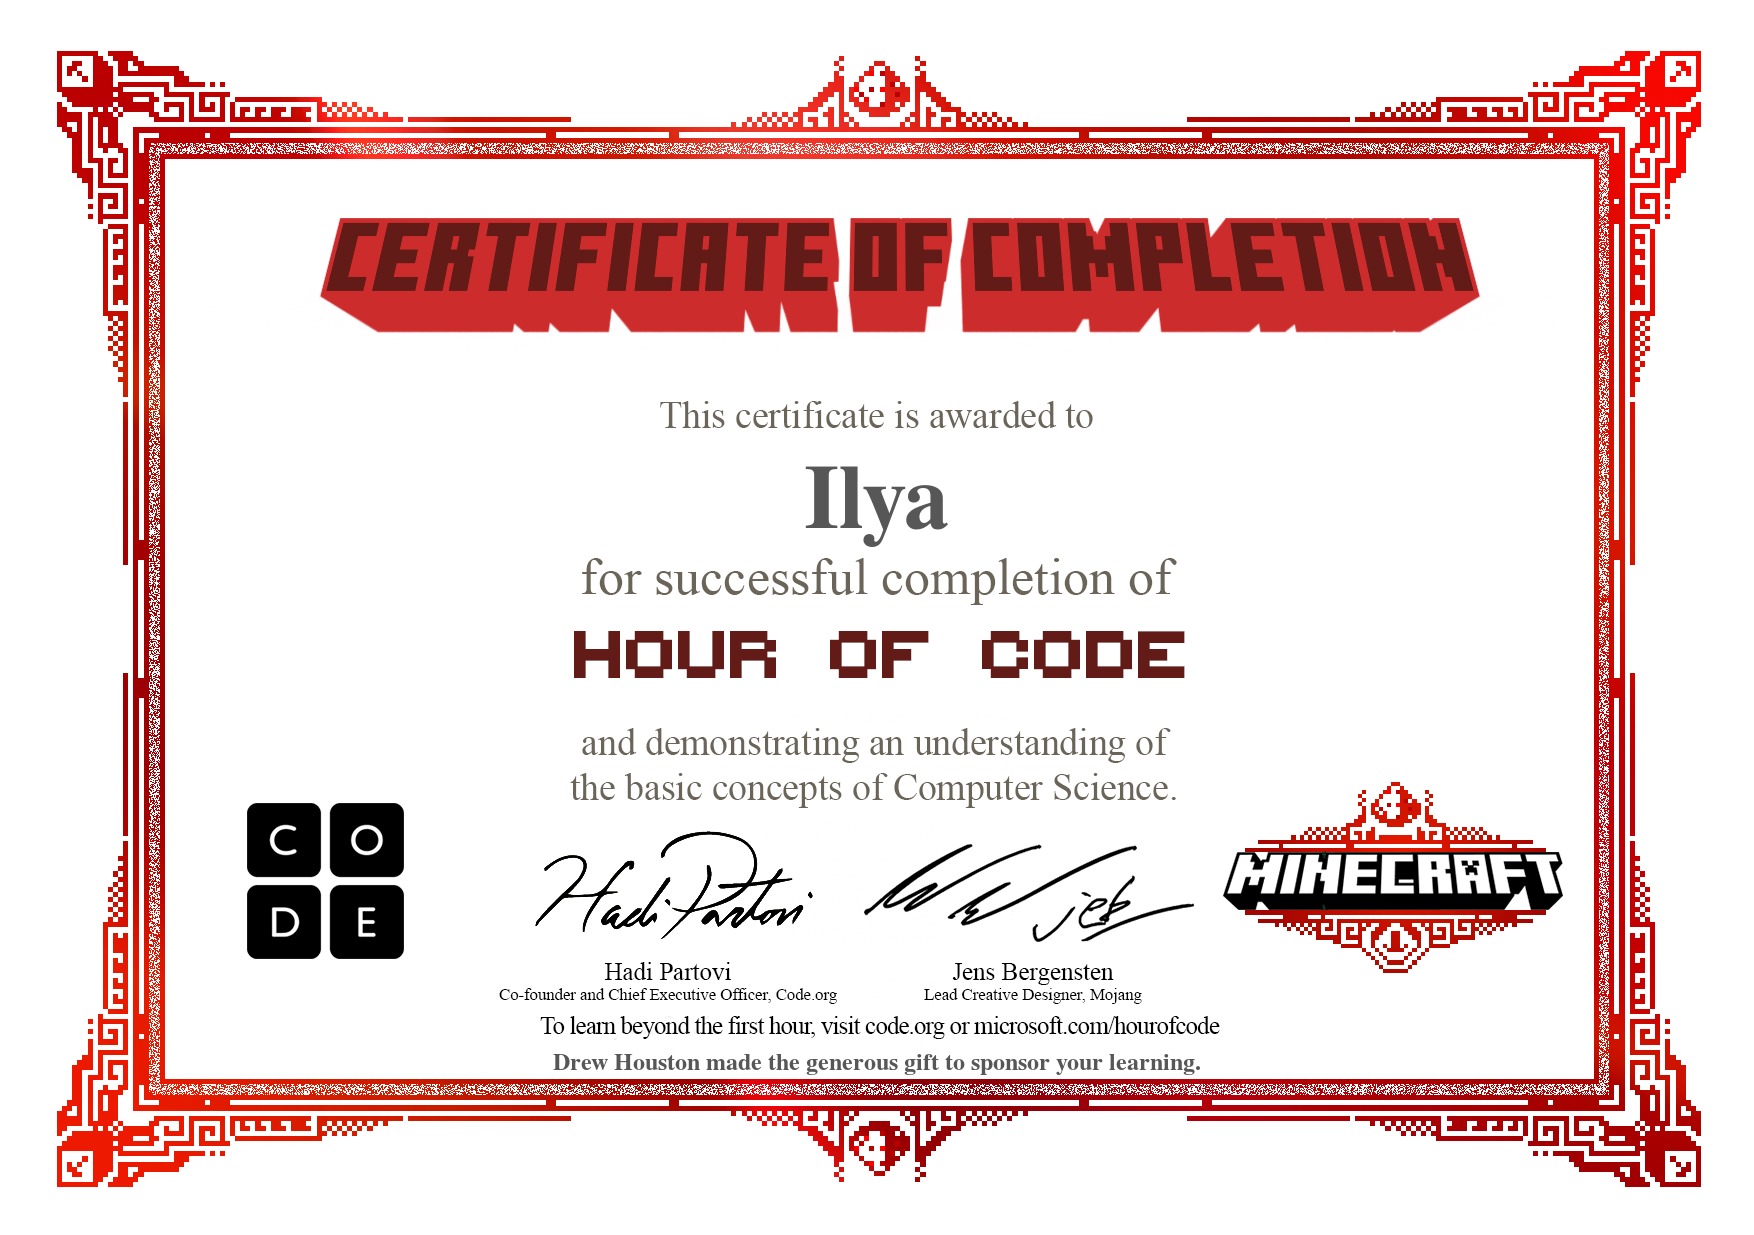 CERTIFICATE OF COMPLETION
This certificate is awarded to
Ilya
for successful completion of
HOUR OF CODE
and demonstrating an understanding of
the basic concepts of Computer Science.
C O
D E
Hadi Partovi
jeb
MINECRAFT
Hadi Partovi
Co-founder and Chief Executive Officer, Code.org
Jens Bergensten
Lead Creative Designer, Mojang
To learn beyond the first hour, visit code.org or microsoft.com/hourofcode
Drew Houston made the generous gift to sponsor your learning.